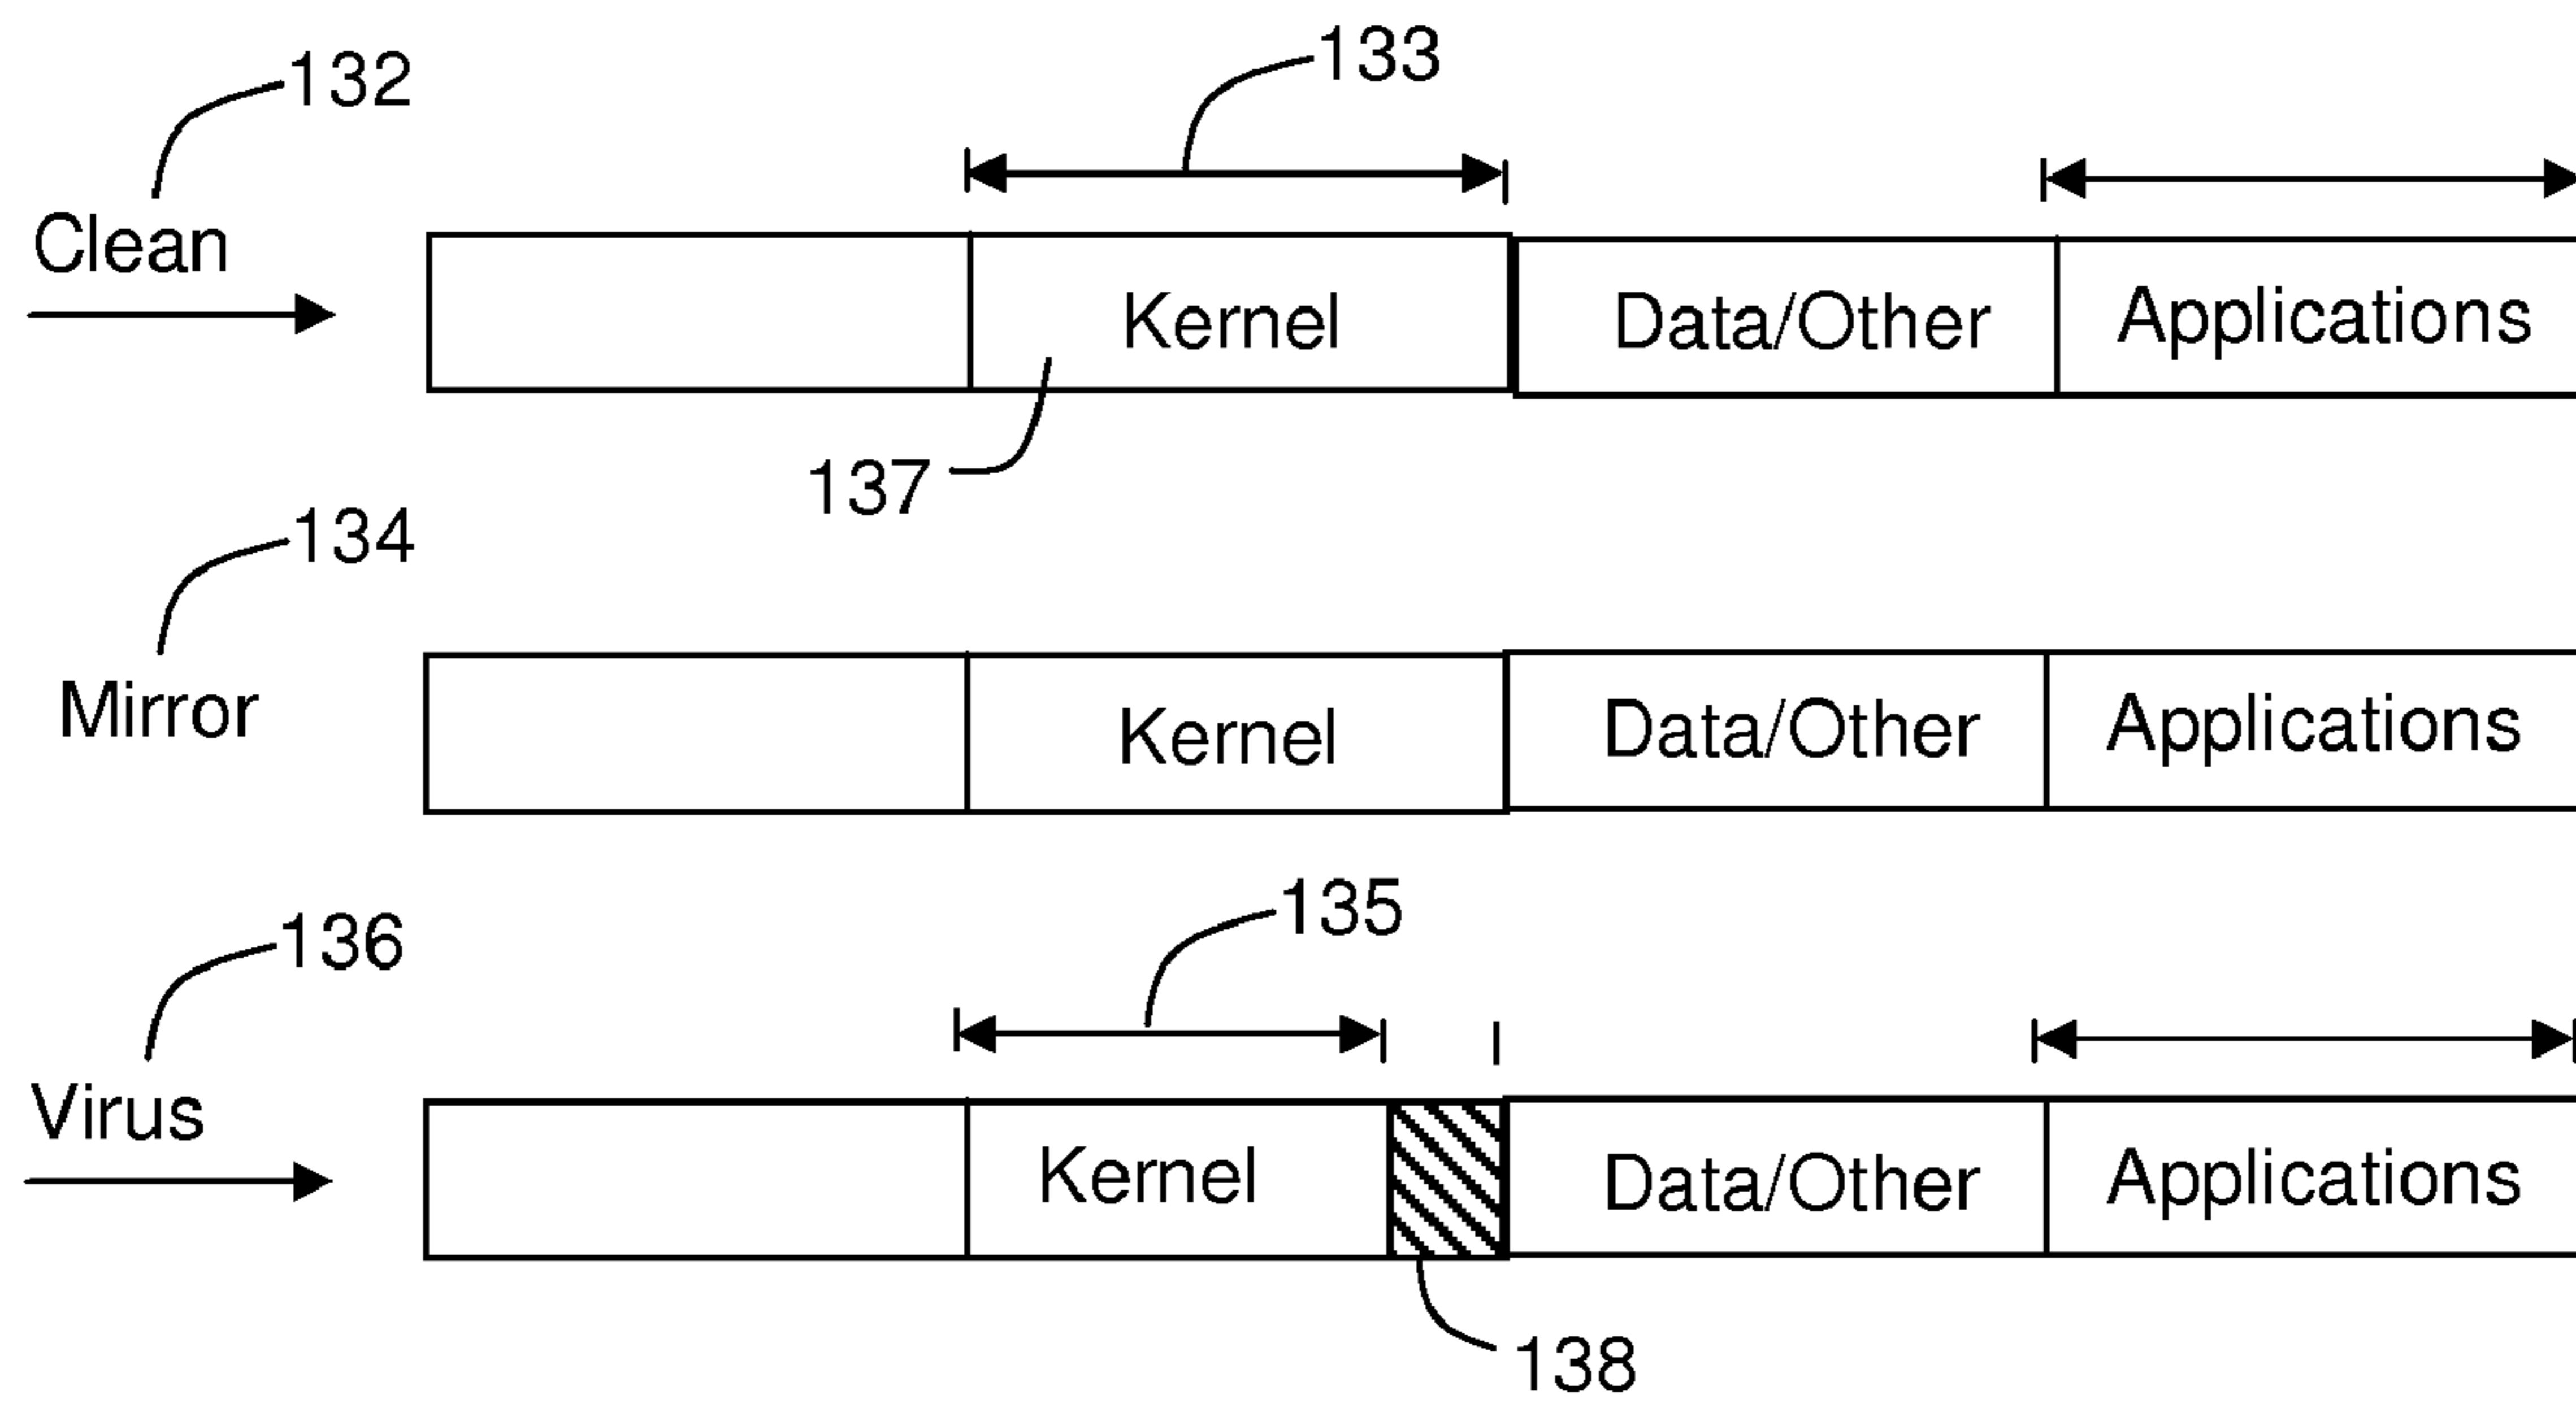 132
133
Clean
Kernel
Data/Other
Applications
137
134
Mirror
Kernel
Data/Other
Applications
135
136
Virus
Kernel
Data/Other
Applications
138